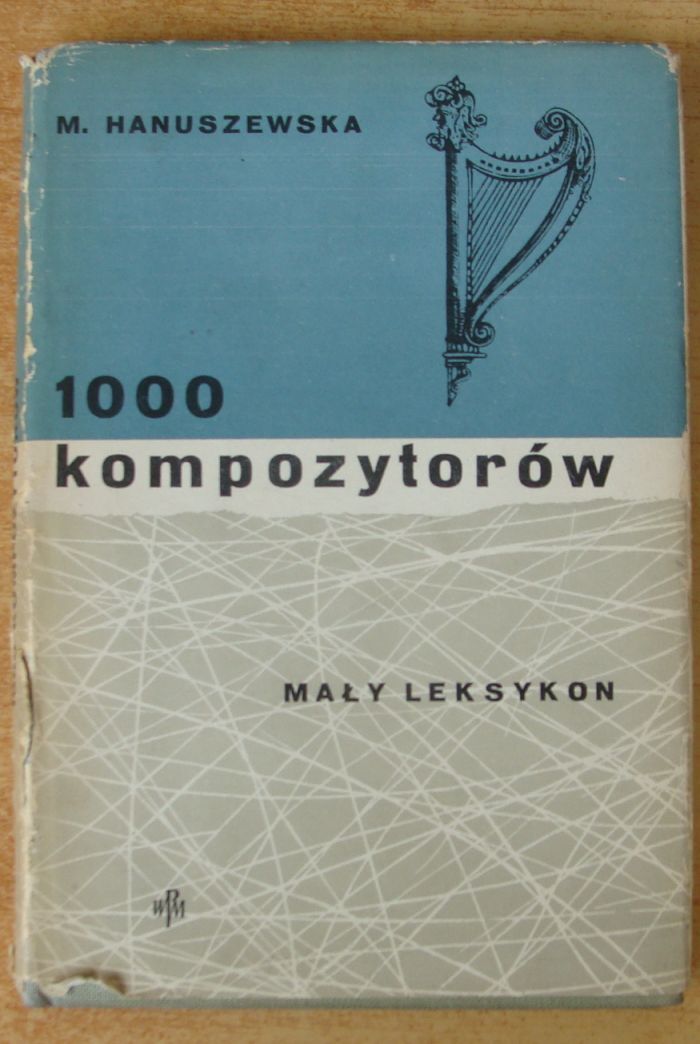 M. HANUSZEWSKA
1000
kompozytorów
MAŁY LEKSYKON
PWM